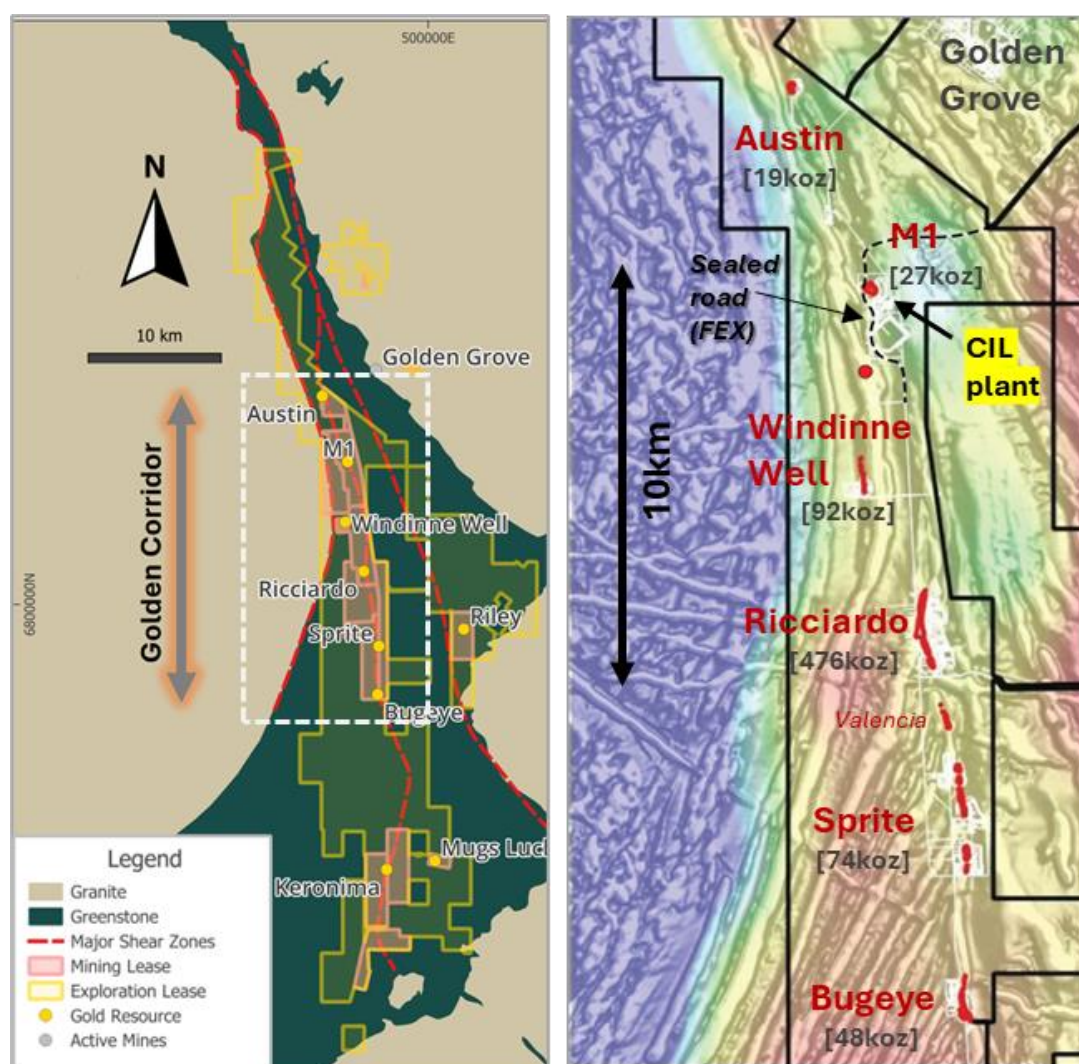 500000E
N
10 km
Golden Grove
Austin
M1
Windinne Well
Ricciardo
Sprite
Riley
Bugeye
Golden Corridor
6800000N
Keronima
Mugs Luc
Legend
Granite
Greenstone
Major Shear Zones
Mining Lease
Exploration Lease
Gold Resource
Active Mines
Golden
Grove
Austin
[19koz]
M1
[27koz]
Sealed
road
(FEX)
CIL
plant
10km
Windinne
Well
[92koz]
Ricciardo
[476koz]
Valencia
Sprite
[74koz]
Bugeye
[48koz]